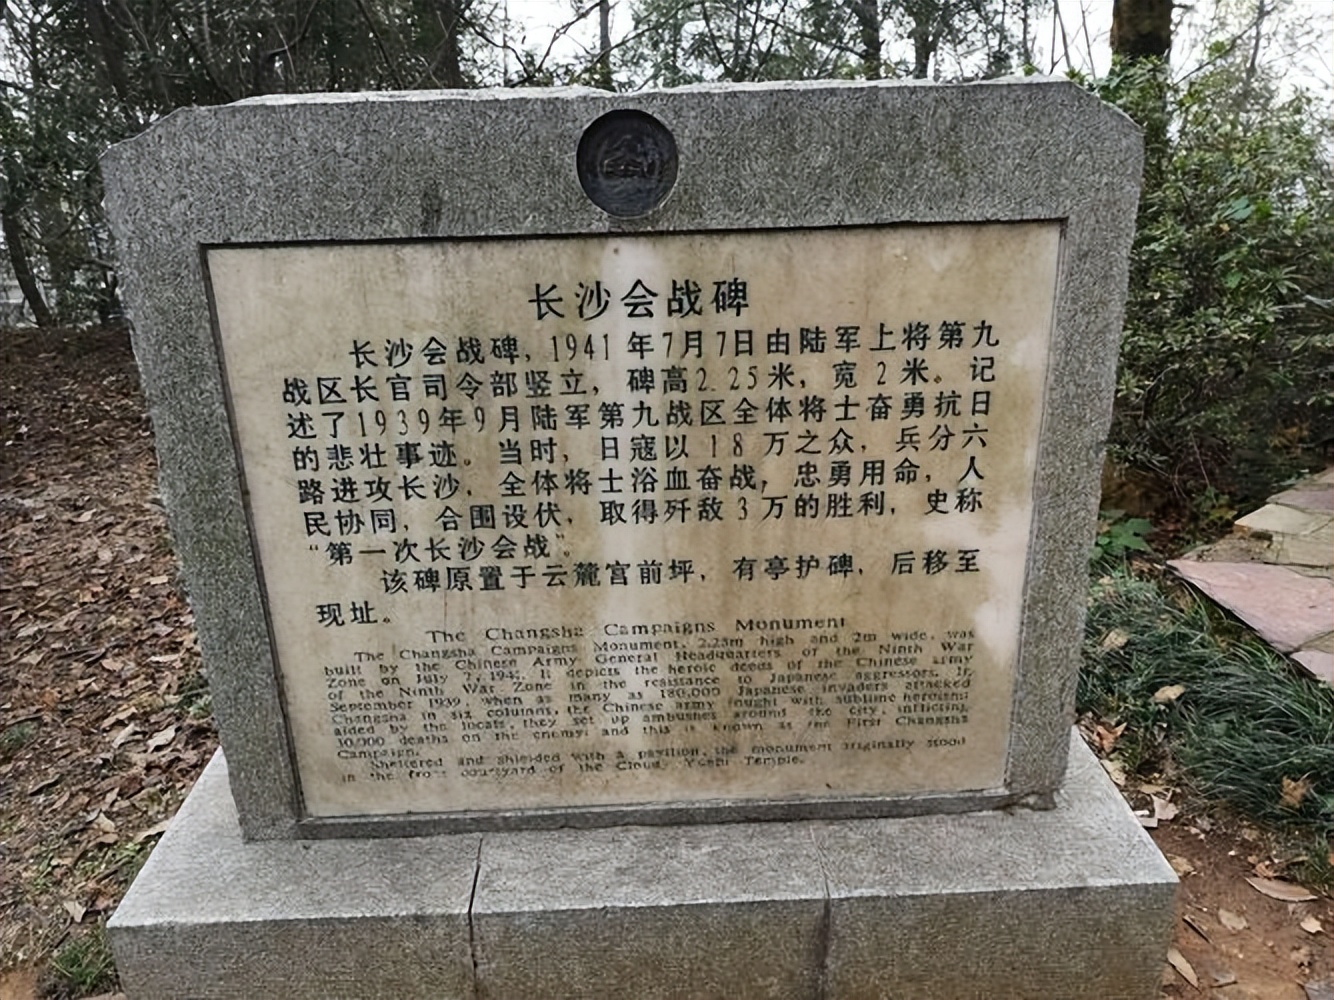 长沙会战碑
长沙会战碑，1941年7月7日由陆军上将第九
战区长官司令部竖立，碑高2.25米，宽2米。记
述了1939年9月陆军第九战区全体将士奋勇抗日
的悲壮事迹。当时，日寇以18万之众，兵分六
路进攻长沙，全体将士浴血奋战，忠勇用命，人
民协同，合围设伏，取得歼敌3万的胜利，史称
“第一次长沙会战”。
该碑原置于云麓宫前坪，有亭护碑，后移至
现址。
The Changsha Campaigns Monument
The Changsha Campaigns Monument, 2.25m high and 2m wide, was
built by the Chinese Army General Headquarters of the Ninth War
Zone on July 7, 1941. It depicts the heroic deeds of the Chinese army
of the Ninth War Zone in the resistance to Japanese aggressors. In
September 1939, when as many as 180,000 Japanese invaders attacked
Changsha in six columns, the Chinese army fought with sublime heroism;
aided by the locals, they set up ambushes around the city inflicting
30,000 deaths on the enemy; and this is known as the First Changsha
Campaign.
Sheltered and shielded with a pavilion, the monument originally stood
in the front courtyard of the Cloud Temple.